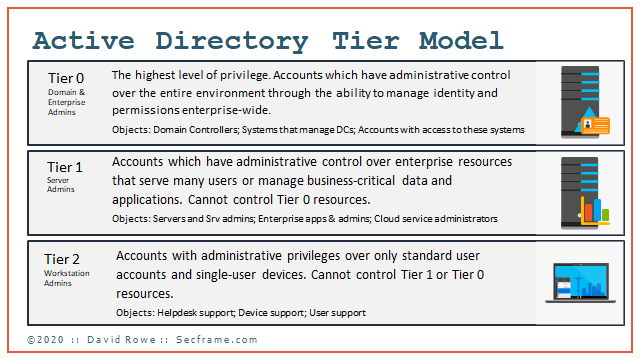 Active Directory Tier Model
Tier 0
Domain &
Enterprise
Admins
The highest level of privilege. Accounts which have administrative control
over the entire environment through the ability to manage identity and
permissions enterprise-wide.
Objects: Domain Controllers; Systems that manage DCs; Accounts with access to these systems
Tier 1
Server
Admins
Accounts which have administrative control over enterprise resources
that serve many users or manage business-critical data and
applications. Cannot control Tier 0 resources.
Objects: Servers and Srv admins; Enterprise apps & admins; Cloud service administrators
Tier 2
Workstation
Admins
Accounts with administrative privileges over only standard user
accounts and single-user devices. Cannot control Tier 1 or Tier 0
resources.
Objects: Helpdesk support; Device support; User support
©2020 :: David Rowe :: Secframe.com